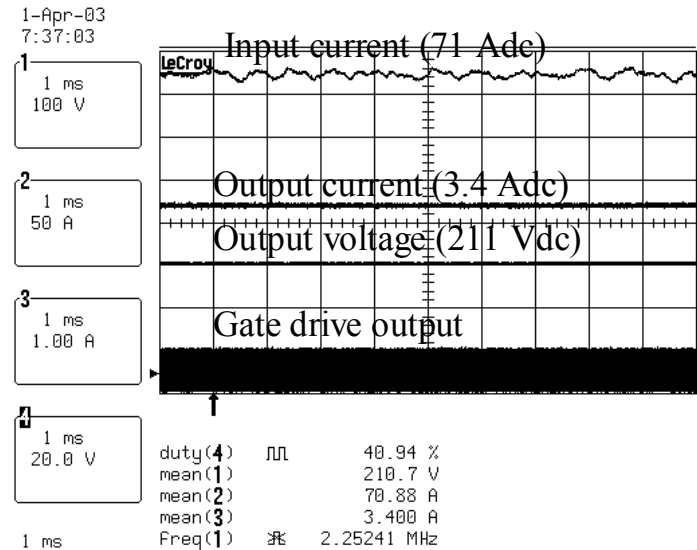 1-Apr-03
7:37:03
1
1 ms
100 V
2
1 ms
50 A
3
1 ms
1.00 A
4
1 ms
20.0 V
1 ms
LeCroy
Input current (71 Adc)
Output current (3.4 Adc)
Output voltage (211 Vdc)
Gate drive output
duty(4) 40.94 %
mean(1) 210.7 V
mean(2) 70.88 A
mean(3) 3.400 A
Freq(1) 2.25241 MHz